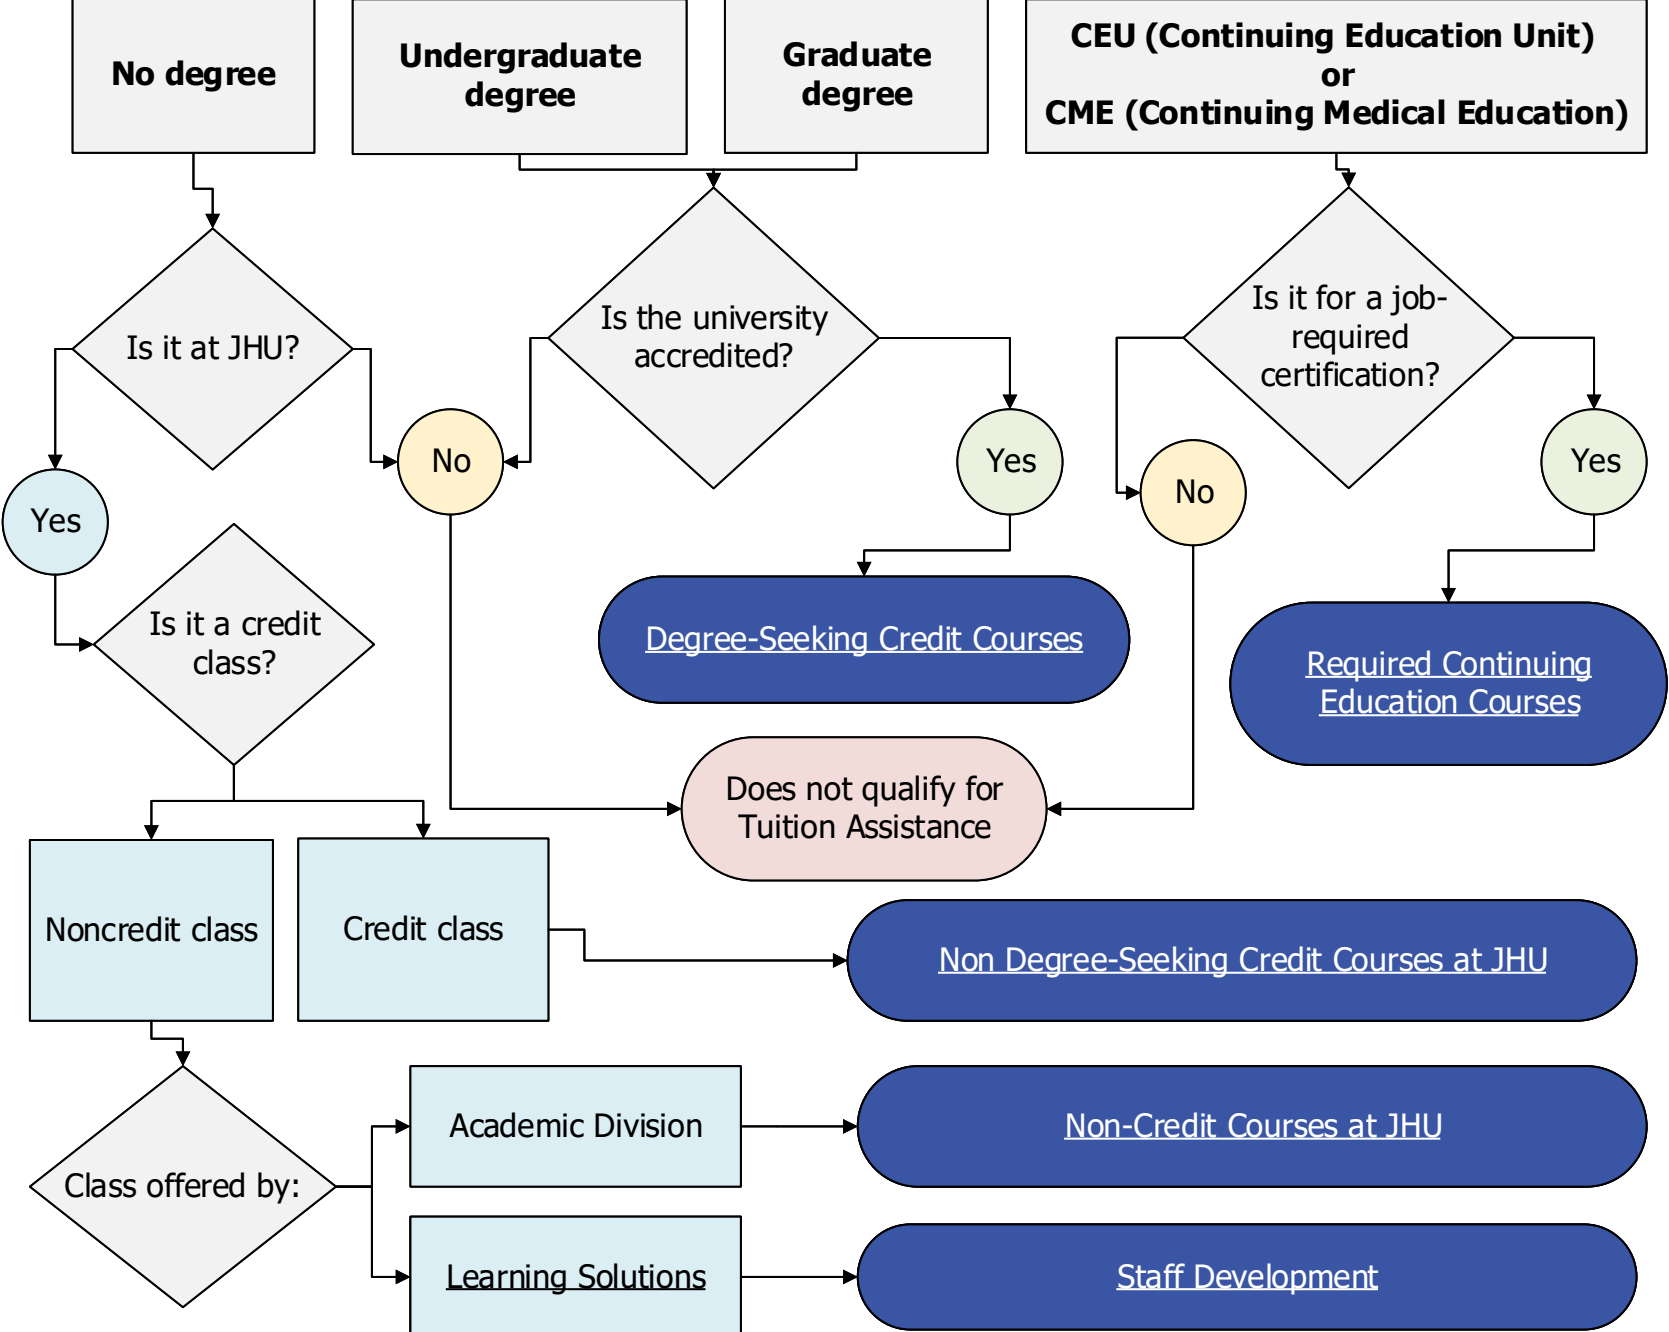 No degree
Undergraduate
degree
Graduate
degree
CEU (Continuing Education Unit)
or
CME (Continuing Medical Education)
Is it at JHU?
Is the university
accredited?
Is it for a job-
required
certification?
No
Yes
No
Yes
Yes
Is it a credit
class?
Degree-Seeking Credit Courses
Required Continuing
Education Courses
Does not qualify for
Tuition Assistance
Noncredit class
Credit class
Non Degree-Seeking Credit Courses at JHU
Class offered by:
Academic Division
Non-Credit Courses at JHU
Learning Solutions
Staff Development